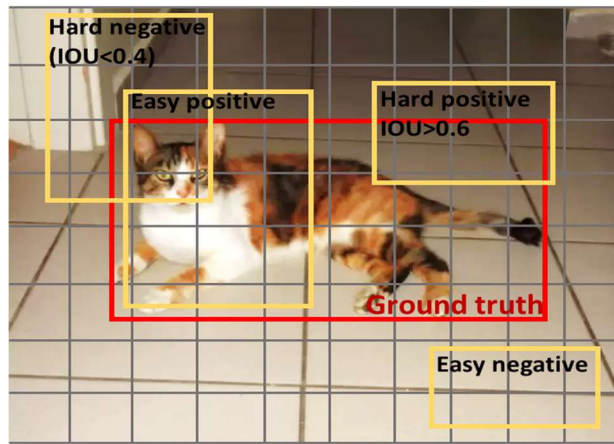 Hard negative
(IOU<0.4)
Easy positive
Hard positive
IOU>0.6
Ground truth
Easy negative